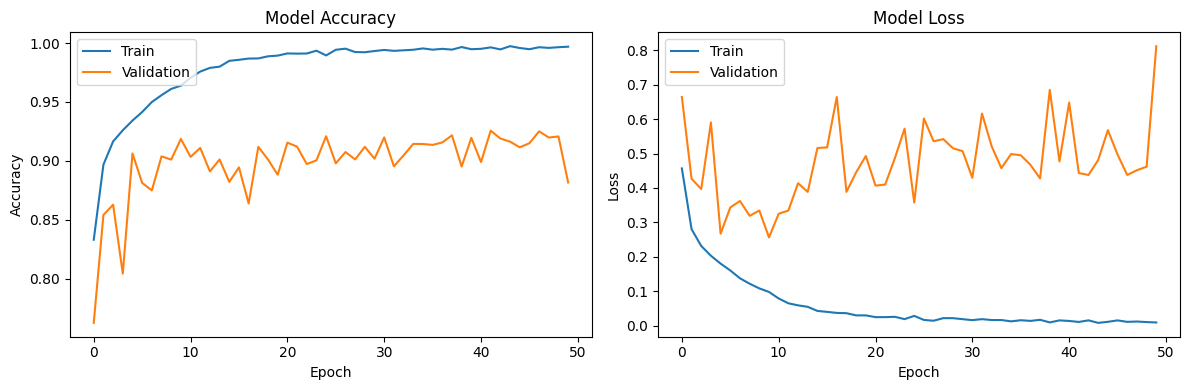 Model Accuracy
Train
Validation
1.00
0.95
0.90
0.85
0.80
Accuracy
0 10 20 30 40 50
Epoch
Model Loss
Train
Validation
0.8
0.7
0.6
0.5
0.4
0.3
0.2
0.1
0.0
Loss
0 10 20 30 40 50
Epoch